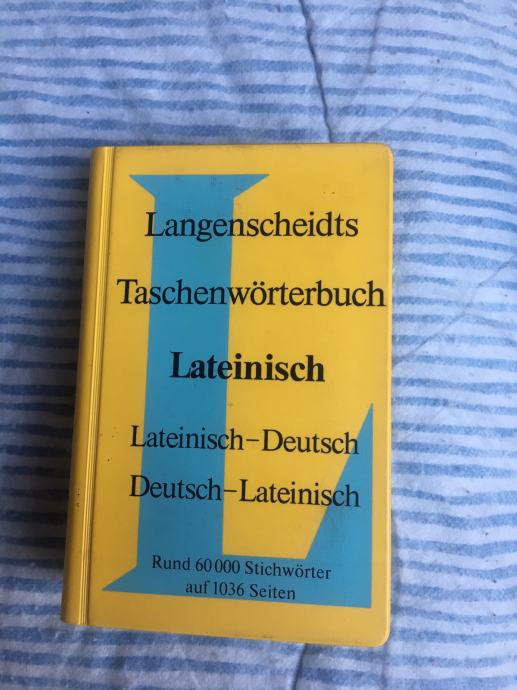 Langenscheidts
Taschenwörterbuch
Lateinisch
Lateinisch–Deutsch
Deutsch–Lateinisch
Rund 60 000 Stichwörter
auf 1036 Seiten